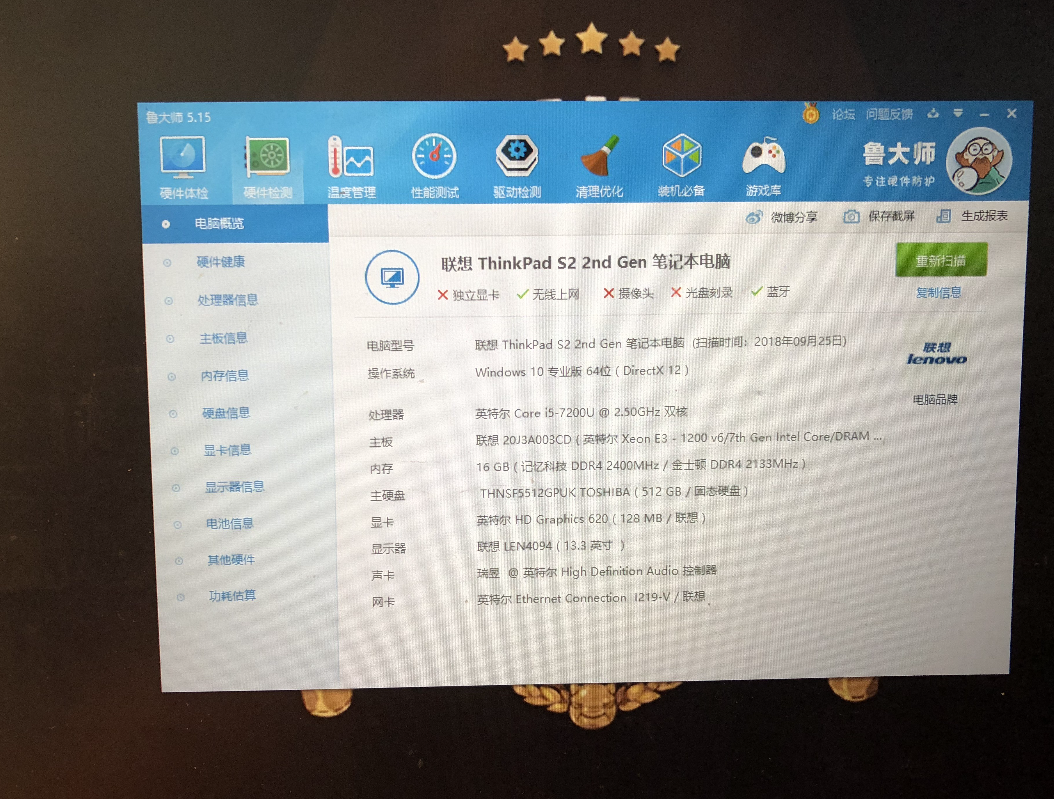 鲁大师 5.15
论坛 问题反馈
硬件体检 硬件检测 温度管理 性能测试 驱动检测 清理优化 装机必备 游戏库
鲁大师
专注硬件防护
电脑概览
微博分享 保存截屏 生成报表
硬件健康
处理器信息
主板信息
内存信息
硬盘信息
显卡信息
显示器信息
电池信息
其他硬件
功耗估算
联想 ThinkPad S2 2nd Gen 笔记本电脑
重新扫描
独立显卡 无线上网 摄像头 光盘刻录 蓝牙
复制信息
电脑型号 联想 ThinkPad S2 2nd Gen 笔记本电脑 (扫描时间：2018年09月25日)
操作系统 Windows 10 专业版 64位 ( DirectX 12 )
联想
lenovo
电脑品牌
处理器 英特尔 Core i5-7200U @ 2.50GHz 双核
主板 联想 20J3A003CD ( 英特尔 Xeon E3 - 1200 v6/7th Gen Intel Core/DRAM ...
内存 16 GB ( 记忆科技 DDR4 2400MHz / 金士顿 DDR4 2133MHz )
主硬盘 THNSF5512GPUK TOSHIBA ( 512 GB / 固态硬盘 )
显卡 英特尔 HD Graphics 620 ( 128 MB / 联想 )
显示器 联想 LEN4094 ( 13.3 英寸 )
声卡 瑞昱 @ 英特尔 High Definition Audio 控制器
网卡 英特尔 Ethernet Connection I219-V / 联想